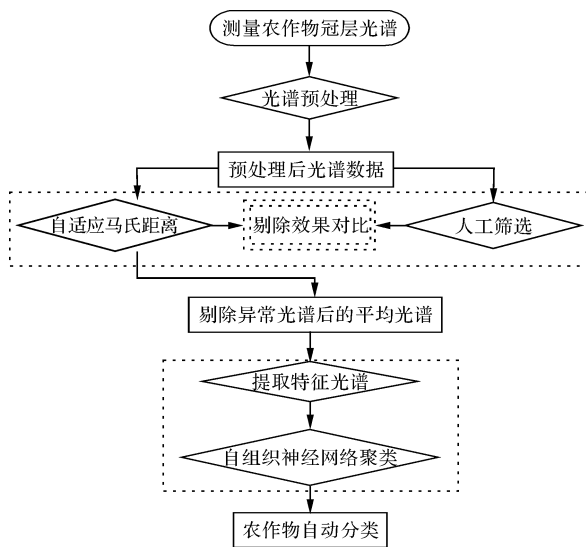 测量农作物冠层光谱
光谱预处理
预处理后光谱数据
自适应马氏距离
剔除效果对比
人工筛选
剔除异常光谱后的平均光谱
提取特征光谱
自组织神经网络聚类
农作物自动分类